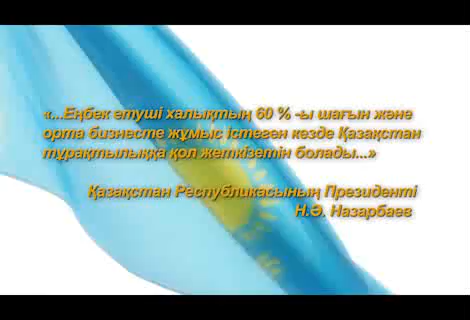 «...Еңбек етуші халықтың 60 % -ы шағын және
орта бизнесте жұмыс істеген кезде Қазақстан
тұрақтылыққа қол жеткізетін болады...»
Қазақстан Республикасының Президенті
Н.Ә. Назарбаев